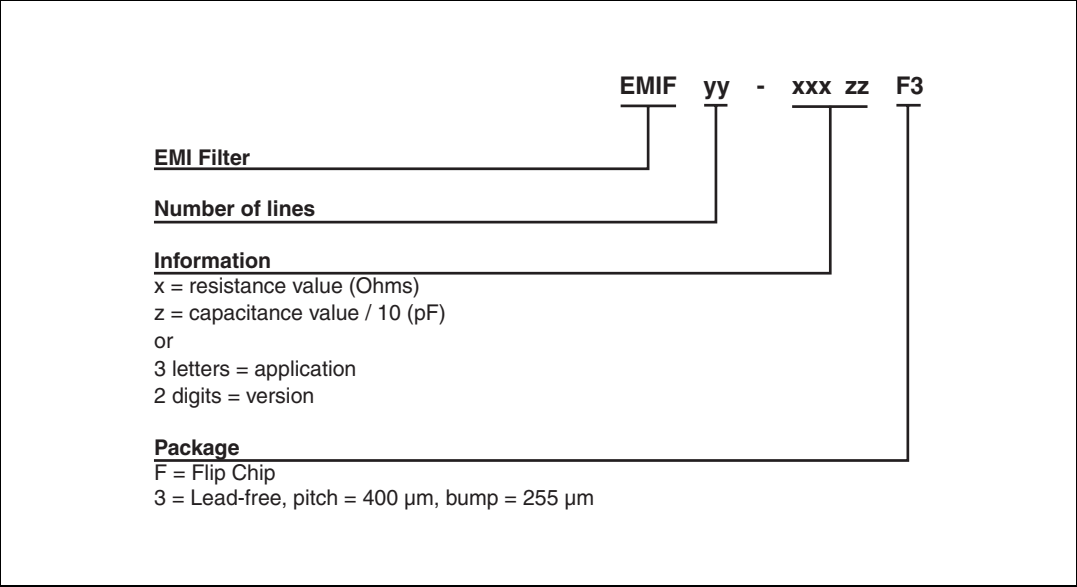 EMIF yy - xxx zz F3
EMI Filter
Number of lines
Information
x = resistance value (Ohms)
z = capacitance value / 10 (pF)
or
3 letters = application
2 digits = version
Package
F = Flip Chip
3 = Lead-free, pitch = 400 µm, bump = 255 µm